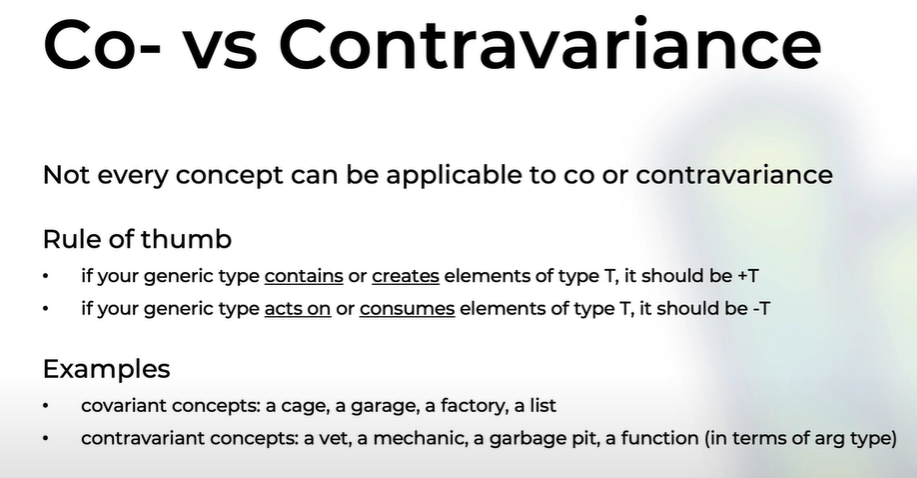 Co- vs Contravariance
Not every concept can be applicable to co or contravariance
Rule of thumb
• if your generic type contains or creates elements of type T, it should be +T
• if your generic type acts on or consumes elements of type T, it should be -T
Examples
• covariant concepts: a cage, a garage, a factory, a list
• contravariant concepts: a vet, a mechanic, a garbage pit, a function (in terms of arg type)